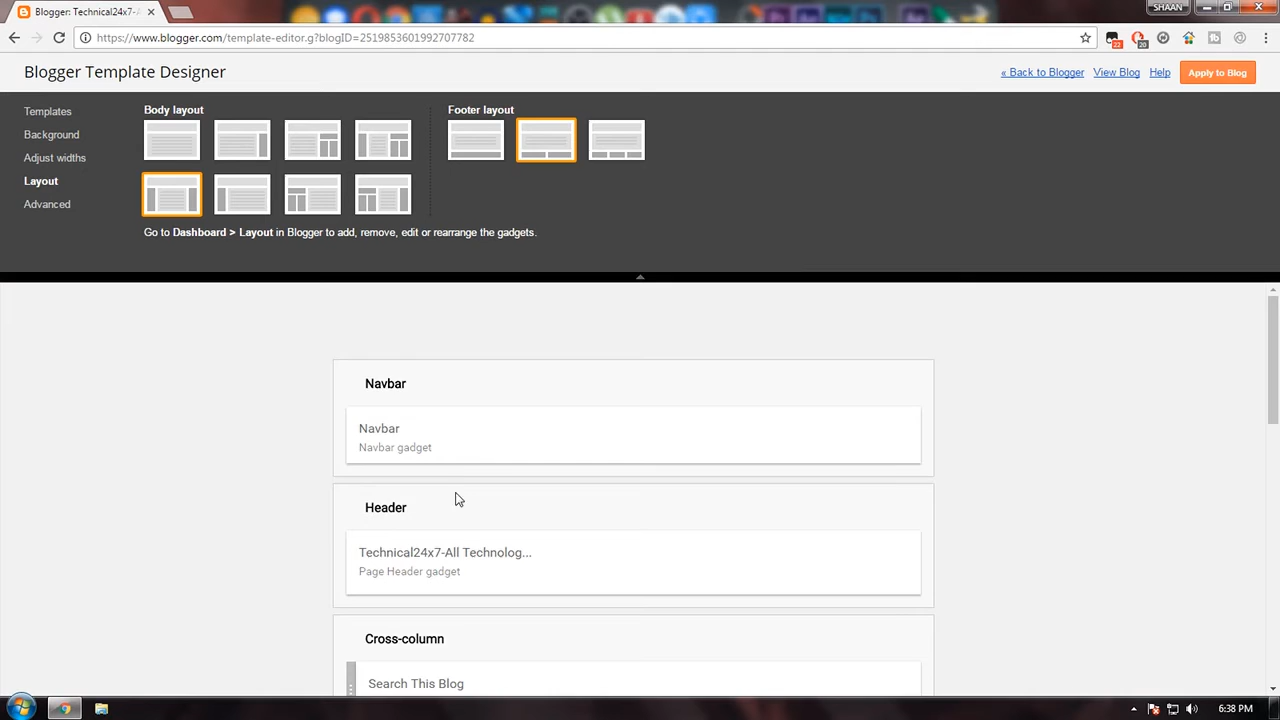 Blogger: Technical24x7-A
SHAAN
https://www.blogger.com/template-editor.g?blogID=2519853601992707782
22
20
Blogger Template Designer
« Back to Blogger
View Blog
Help
Apply to Blog
Templates
Background
Adjust widths
Layout
Advanced
Body layout
Footer layout
Go to Dashboard > Layout in Blogger to add, remove, edit or rearrange the gadgets.
Navbar
Navbar
Navbar gadget
Header
Technical24x7-All Technolog...
Page Header gadget
Cross-column
Search This Blog
6:38 PM